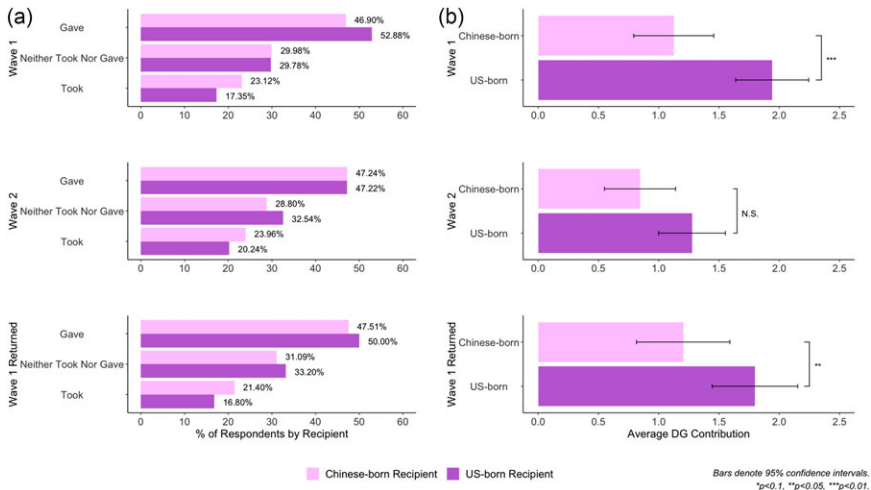 (a)
Wave 1
Gave
46.90%
52.88%
Neither Took Nor Gave
29.98%
29.78%
Took
23.12%
17.35%
0 10 20 30 40 50 60
Wave 2
Gave
47.24%
47.22%
Neither Took Nor Gave
28.80%
32.54%
Took
23.96%
20.24%
0 10 20 30 40 50 60
Wave 1 Returned
Gave
47.51%
50.00%
Neither Took Nor Gave
31.09%
33.20%
Took
21.40%
16.80%
0 10 20 30 40 50 60
% of Respondents by Recipient
(b)
Wave 1
Chinese-born
US-born
***
0.0 0.5 1.0 1.5 2.0 2.5
Wave 2
Chinese-born
US-born
N.S.
0.0 0.5 1.0 1.5 2.0 2.5
Wave 1 Returned
Chinese-born
US-born
**
0.0 0.5 1.0 1.5 2.0 2.5
Average DG Contribution
Chinese-born Recipient US-born Recipient
Bars denote 95% confidence intervals.
*p<0.1, **p<0.05, ***p<0.01.